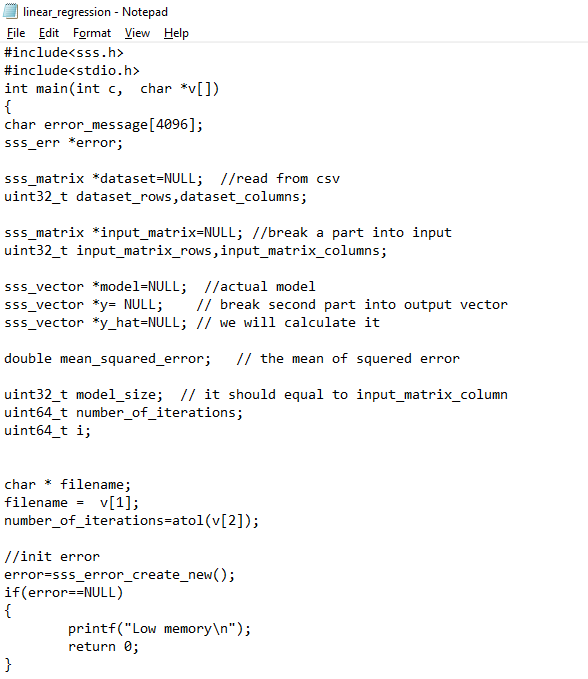 linear_regression - Notepad
File Edit Format View Help
#include<sss.h>
#include<stdio.h>
int main(int c,  char *v[])
{
char error_message[4096];
sss_err *error;
sss_matrix *dataset=NULL;  //read from csv
uint32_t dataset_rows,dataset_columns;
sss_matrix *input_matrix=NULL; //break a part into input
uint32_t input_matrix_rows,input_matrix_columns;
sss_vector *model=NULL;  //actual model
sss_vector *y= NULL;    // break second part into output vector
sss_vector *y_hat=NULL; // we will calculate it
double mean_squared_error;   // the mean of squered error
uint32_t model_size;  // it should equal to input_matrix_column
uint64_t number_of_iterations;
uint64_t i;
char * filename;
filename =  v[1];
number_of_iterations=atol(v[2]);
//init error
error=sss_error_create_new();
if(error==NULL)
{
        printf("Low memory\n");
        return 0;
}